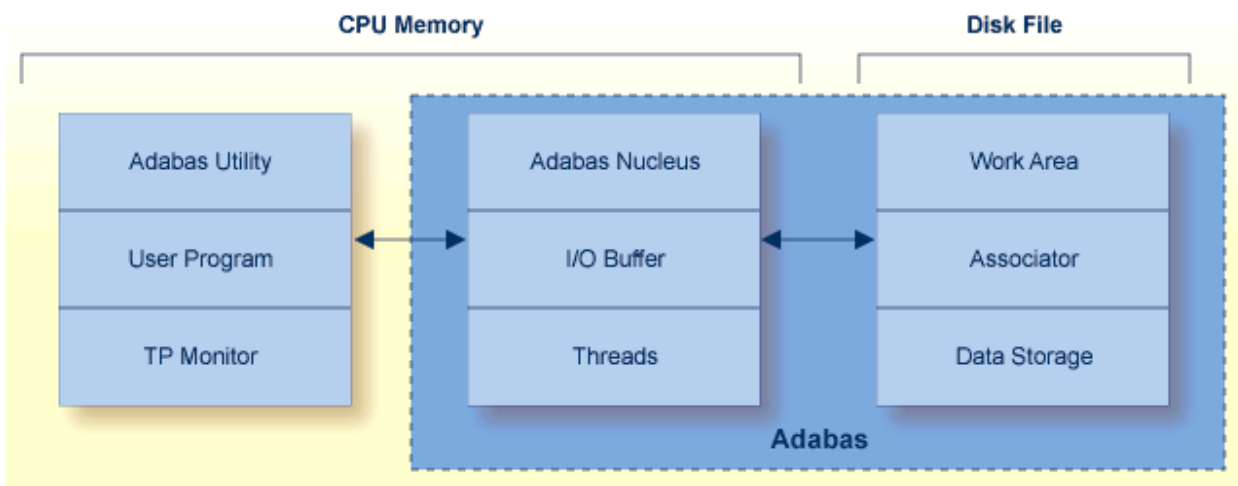 CPU Memory
Disk File
Adabas Utility
User Program
TP Monitor
Adabas Nucleus
I/O Buffer
Threads
Work Area
Associator
Data Storage
Adabas